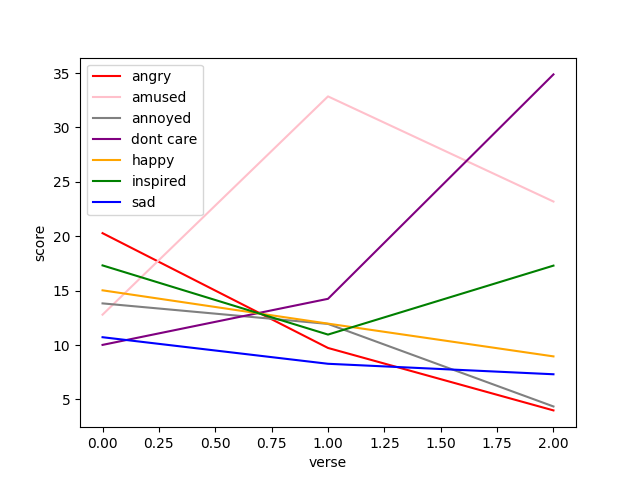 angry
amused
annoyed
dont care
happy
inspired
sad
35
30
25
20
15
10
5
score
0.00 0.25 0.50 0.75 1.00 1.25 1.50 1.75 2.00
verse